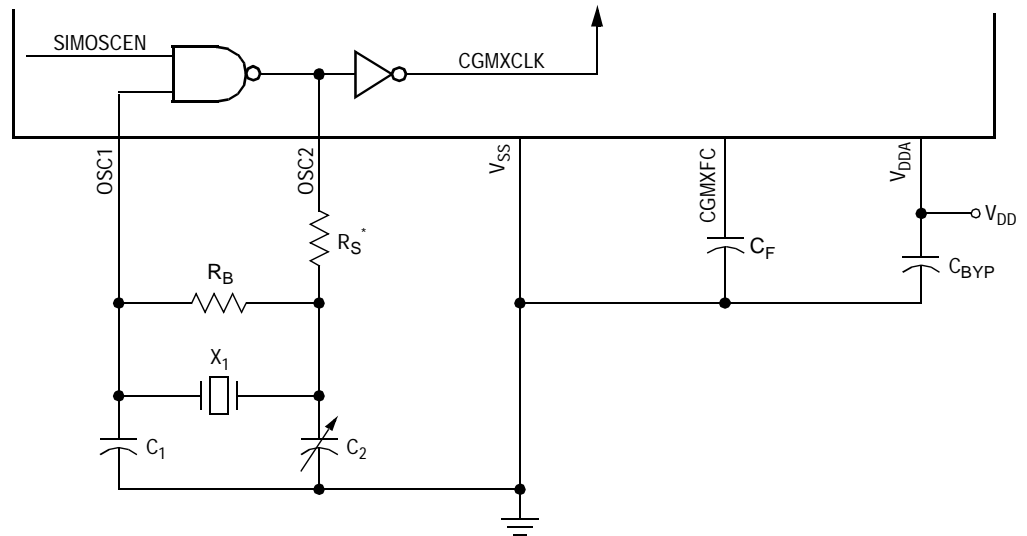 SIMOSCEN
CGMXCLK
OSC1
OSC2
VSS
CGMXFC
VDDA
VDD
RS*
CF
CBYP
RB
X1
C1
C2